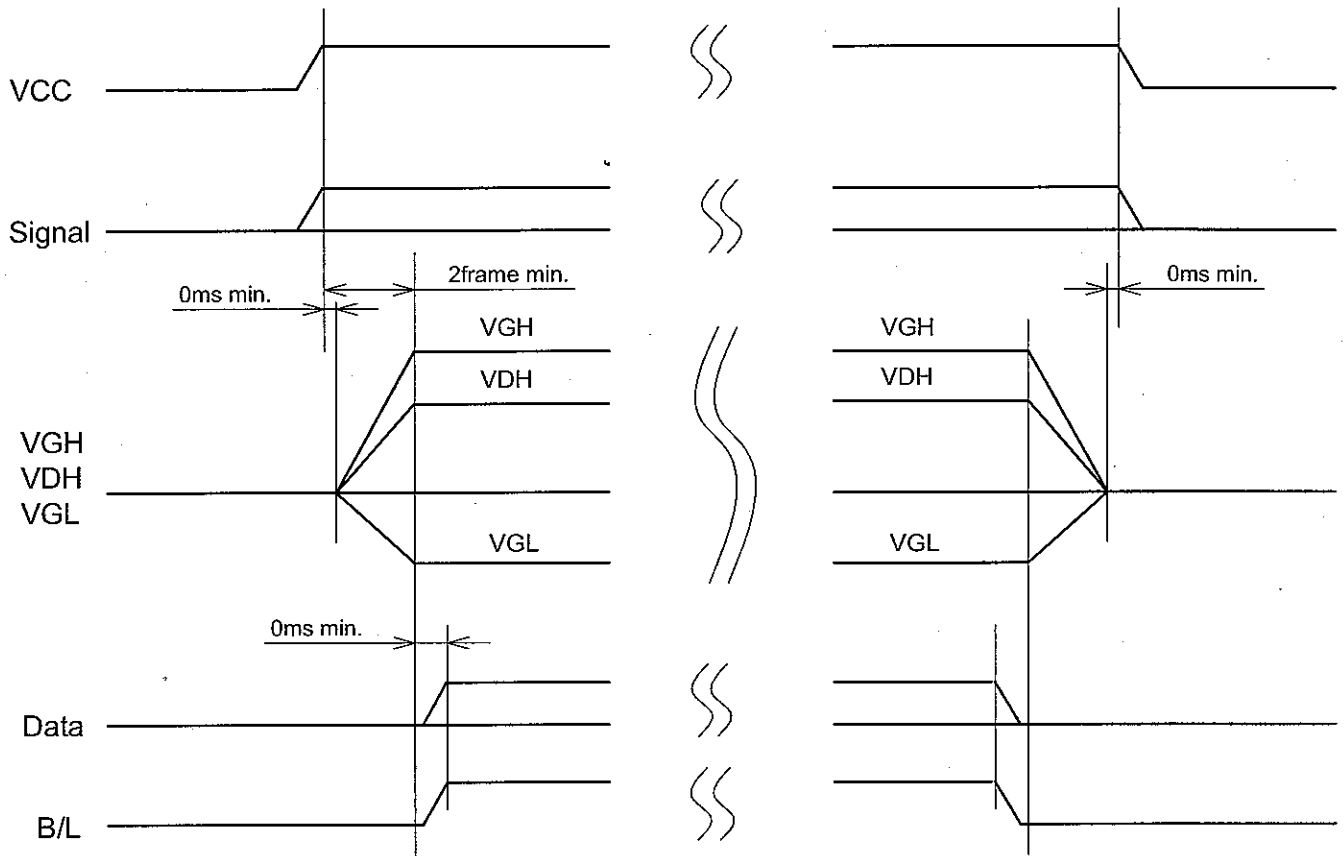 VCC
Signal
2frame min.
0ms min.
0ms min.
VGH
VGH
VDH
VDH
VGH
VDH
VGL
VGL
VGL
0ms min.
Data
B/L